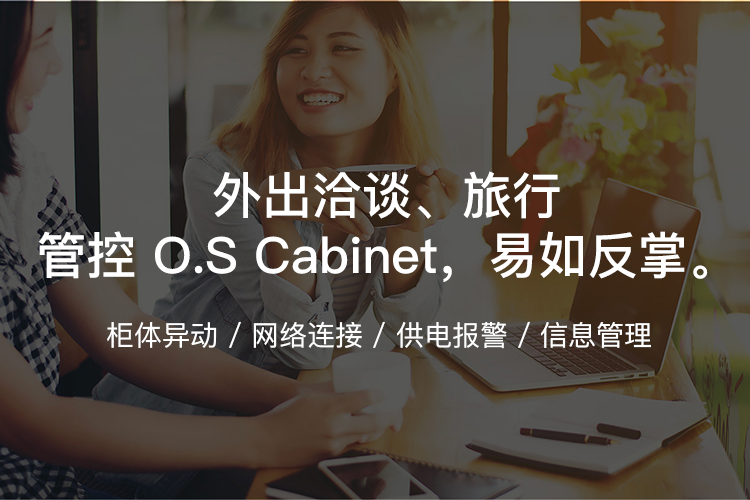 外出洽谈、旅行
管控 O.S Cabinet，易如反掌。
柜体异动 / 网络连接 / 供电报警 / 信息管理